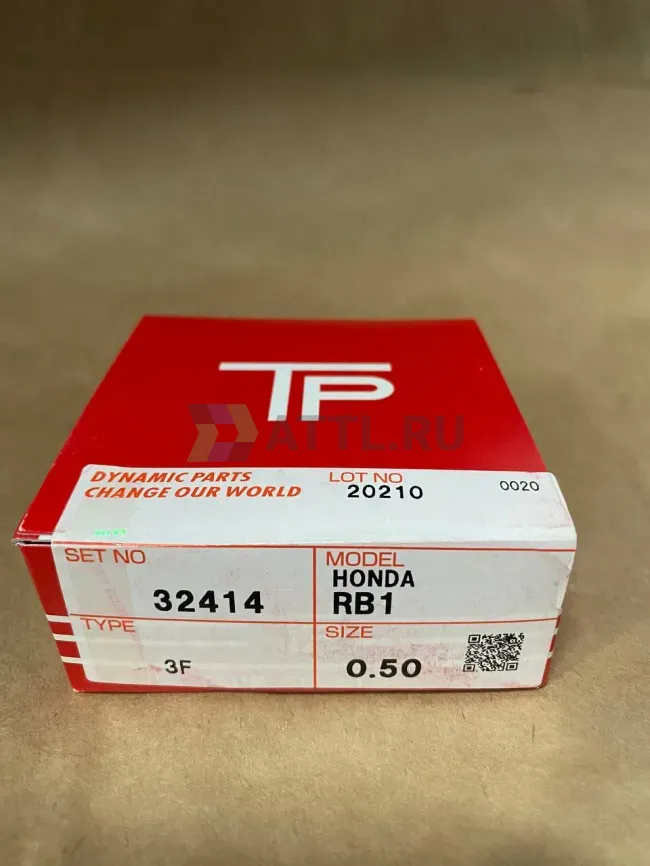 TP
ATTL.RU
DYNAMIC PARTS
CHANGE OUR WORLD
LOT NO
20210
0020
SET NO
32414
MODEL
HONDA
RB1
TYPE
3F
SIZE
0.50